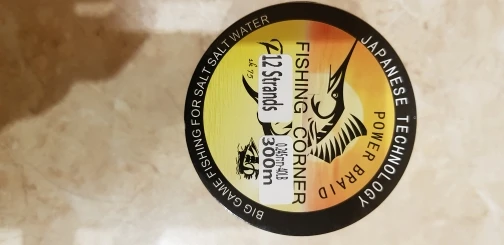 JAPANESE TECHNOLOGY
POWER BRAID
FISHING CORNER
12 Strands
300m
BIG GAME FISHING FOR SALT SALT WATER